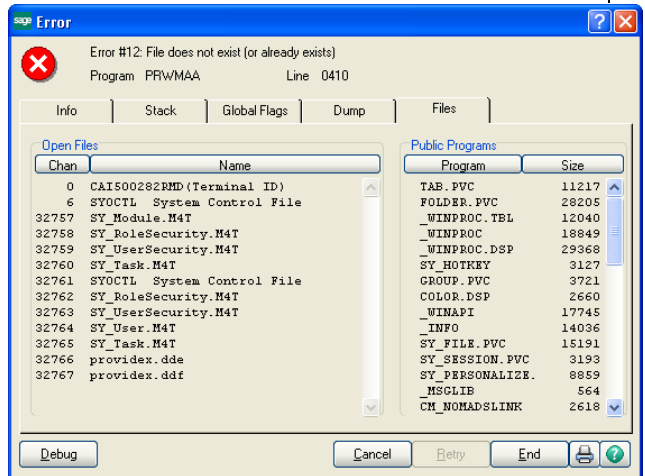 sage Error
Error #12: File does not exist (or already exists)
Program PRWMAA Line 0410
Info Stack Global Flags Dump Files
Open Files
Chan Name
0 CAI500282RMD(Terminal ID)
6 SYOCTL System Control File
32757 SY_Module.M4T
32758 SY_RoleSecurity.M4T
32759 SY_UserSecurity.M4T
32760 SY_Task.M4T
32761 SYOCTL System Control File
32762 SY_RoleSecurity.M4T
32763 SY_UserSecurity.M4T
32764 SY_User.M4T
32765 SY_Task.M4T
32766 providex.dde
32767 providex.ddf
Public Programs
Program Size
TAB.PVC 11217
FOLDER.PVC 28205
_WINPROC.TBL 12040
_WINPROC 18849
_WINPROC.DSP 29368
SY_HOTKEY 3127
GROUP.PVC 3721
COLOR.DSP 2660
_WINAPI 17745
_INFO 14036
SY_FILE.PVC 15191
SY_SESSION.PVC 3193
SY_PERSONALIZE. 8859
_MSGLIB 564
CM_NOMADSLINK 2618
Debug Cancel Retry End